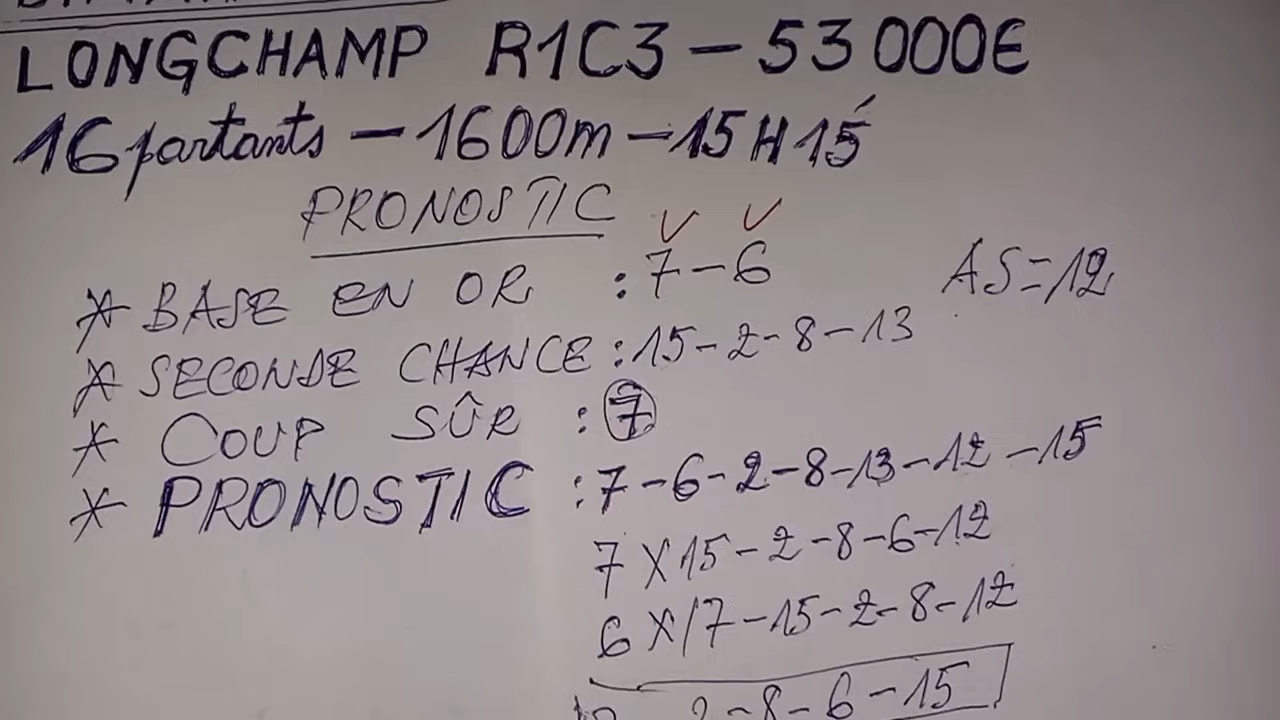 LONGCHAMP R1C3 - 53 000€
16 partants - 1600m - 15H15'
PRONOSTIC
* BASE EN OR : 7 - 6
AS = 12
* SECONDE CHANCE : 15 - 2 - 8 - 13
* COUP SÛR : 7
* PRONOSTIC : 7 - 6 - 2 - 8 - 13 - 12 - 15
7 X 15 - 2 - 8 - 6 - 12
6 X / 7 - 15 - 2 - 8 - 12
2 - 8 - 6 - 15